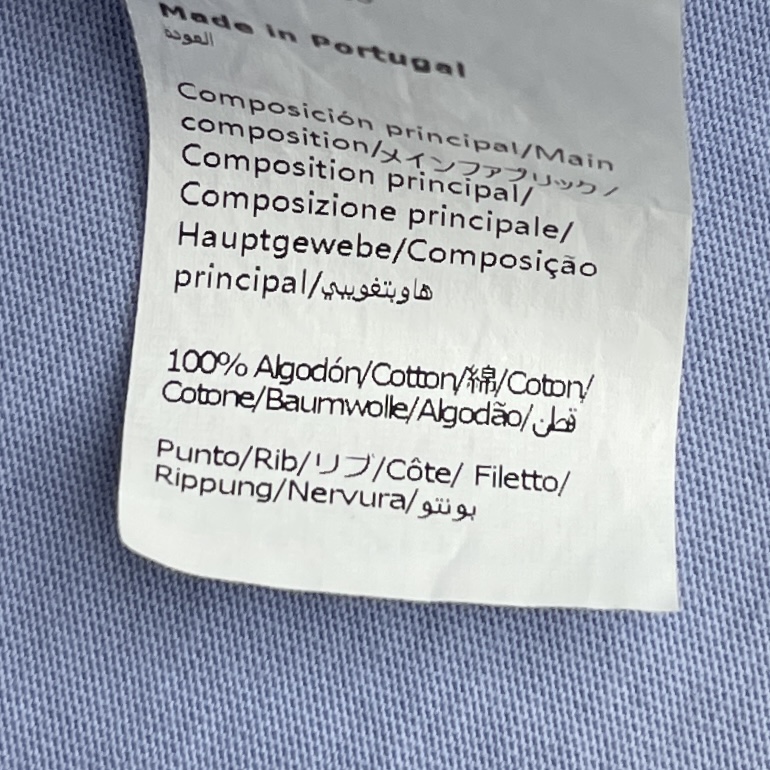 Made in Portugal
العودة
Composición principal/Main
composition/メインファブリック/
Composition principal/
Composizione principale/
Hauptgewebe/Composição
principal/هاوبتغويبي
100% Algodón/Cotton/綿/Coton/
Cotone/Baumwolle/Algodão/قطن
Punto/Rib/リブ/Côte/ Filetto/
Rippung/Nervura/بونتو